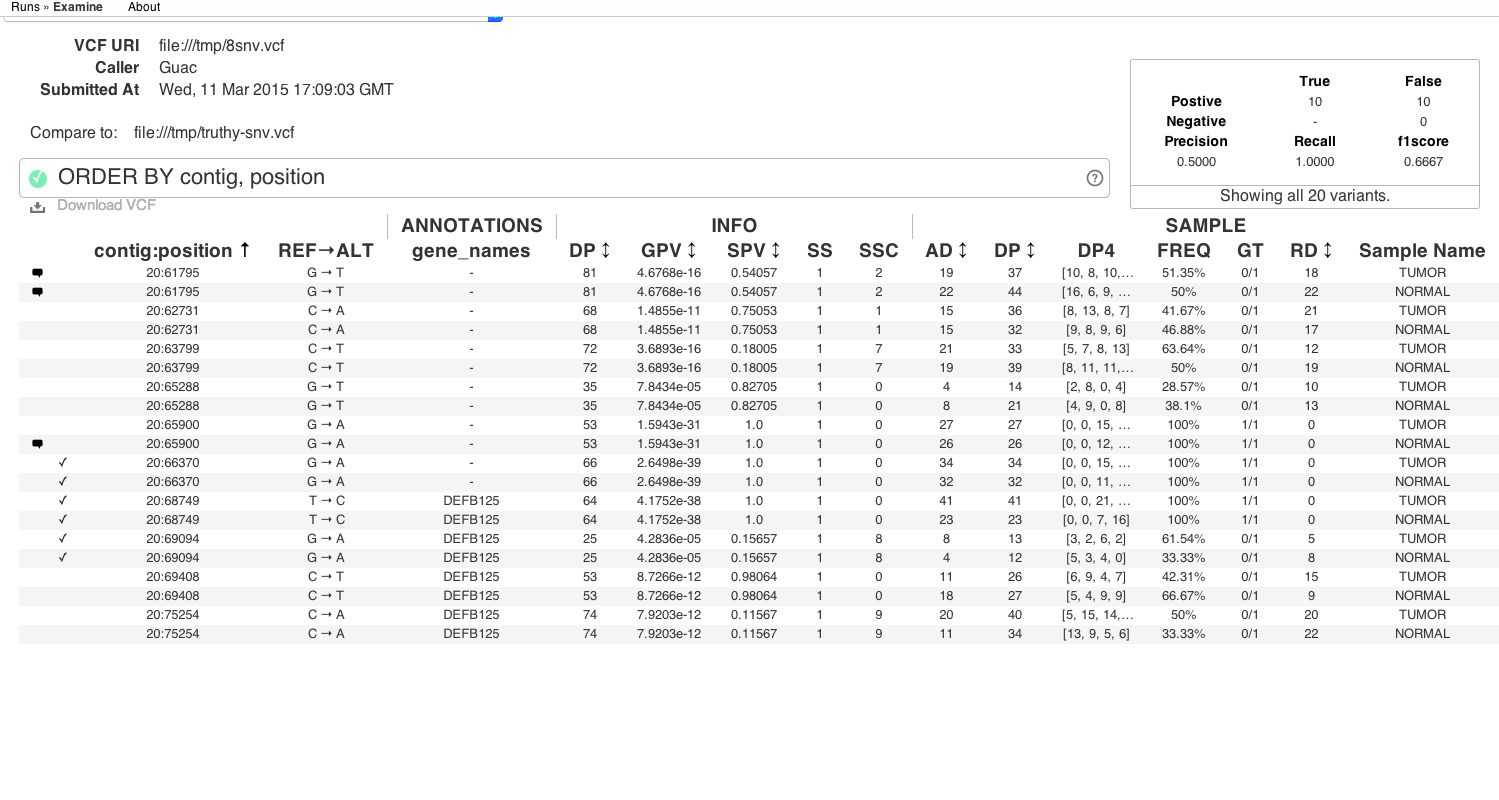 Runs » Examine About
VCF URI file:///tmp/8snv.vcf
Caller Guac
Submitted At Wed, 11 Mar 2015 17:09:03 GMT
Compare to: file:///tmp/truthy-snv.vcf
True False
Postive 10 10
Negative - 0
Precision Recall f1score
0.5000 1.0000 0.6667
Showing all 20 variants.
✓ ORDER BY contig, position ?
Download VCF
ANNOTATIONS INFO SAMPLE
contig:position ↑ REF→ALT gene_names DP ↕ GPV ↕ SPV ↕ SS SSC AD ↕ DP ↕ DP4 FREQ GT RD ↕ Sample Name
20:61795 G → T - 81 4.6768e-16 0.54057 1 2 19 37 [10, 8, 10,... 51.35% 0/1 18 TUMOR
20:61795 G → T - 81 4.6768e-16 0.54057 1 2 22 44 [16, 6, 9, ... 50% 0/1 22 NORMAL
20:62731 C → A - 68 1.4855e-11 0.75053 1 1 15 36 [8, 13, 8, 7] 41.67% 0/1 21 TUMOR
20:62731 C → A - 68 1.4855e-11 0.75053 1 1 15 32 [9, 8, 9, 6] 46.88% 0/1 17 NORMAL
20:63799 C → T - 72 3.6893e-16 0.18005 1 7 21 33 [5, 7, 8, 13] 63.64% 0/1 12 TUMOR
20:63799 C → T - 72 3.6893e-16 0.18005 1 7 19 39 [8, 11, 11,... 50% 0/1 19 NORMAL
20:65288 G → T - 35 7.8434e-05 0.82705 1 0 4 14 [2, 8, 0, 4] 28.57% 0/1 10 TUMOR
20:65288 G → T - 35 7.8434e-05 0.82705 1 0 8 21 [4, 9, 0, 8] 38.1% 0/1 13 NORMAL
20:65900 G → A - 53 1.5943e-31 1.0 1 0 27 27 [0, 0, 15, ... 100% 1/1 0 TUMOR
20:65900 G → A - 53 1.5943e-31 1.0 1 0 26 26 [0, 0, 12, ... 100% 1/1 0 NORMAL
✓ 20:66370 G → A - 66 2.6498e-39 1.0 1 0 34 34 [0, 0, 15, ... 100% 1/1 0 TUMOR
✓ 20:66370 G → A - 66 2.6498e-39 1.0 1 0 32 32 [0, 0, 11, ... 100% 1/1 0 NORMAL
✓ 20:68749 T → C DEFB125 64 4.1752e-38 1.0 1 0 41 41 [0, 0, 21, ... 100% 1/1 0 TUMOR
✓ 20:68749 T → C DEFB125 64 4.1752e-38 1.0 1 0 23 23 [0, 0, 7, 16] 100% 1/1 0 NORMAL
✓ 20:69094 G → A DEFB125 25 4.2836e-05 0.15657 1 8 8 13 [3, 2, 6, 2] 61.54% 0/1 5 TUMOR
✓ 20:69094 G → A DEFB125 25 4.2836e-05 0.15657 1 8 4 12 [5, 3, 4, 0] 33.33% 0/1 8 NORMAL
20:69408 C → T DEFB125 53 8.7266e-12 0.98064 1 0 11 26 [6, 9, 4, 7] 42.31% 0/1 15 TUMOR
20:69408 C → T DEFB125 53 8.7266e-12 0.98064 1 0 18 27 [5, 4, 9, 9] 66.67% 0/1 9 NORMAL
20:75254 C → A DEFB125 74 7.9203e-12 0.11567 1 9 20 40 [5, 15, 14,... 50% 0/1 20 TUMOR
20:75254 C → A DEFB125 74 7.9203e-12 0.11567 1 9 11 34 [13, 9, 5, 6] 33.33% 0/1 22 NORMAL